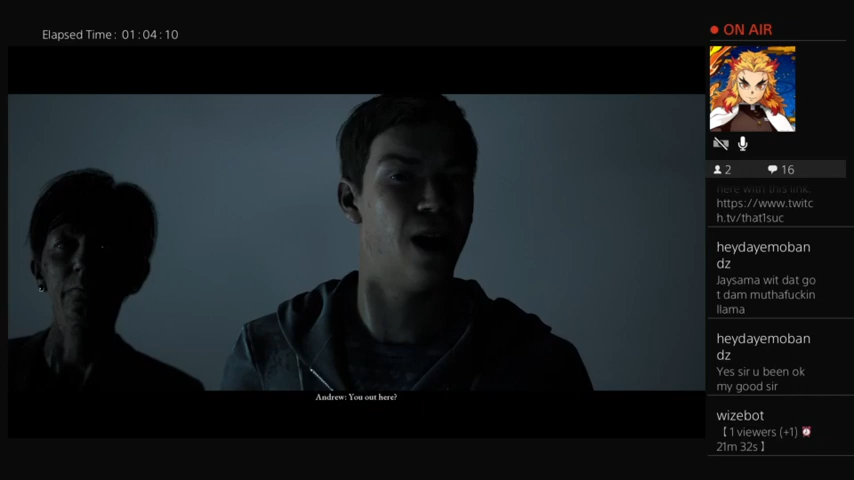 Elapsed Time: 01:04:10
ON AIR
2
16
here with this link.
https://www.twitc
h.tv/that1suc
heydayemoban
dz
Jaysama wit dat go
t dam muthafuckin
llama
heydayemoban
dz
Yes sir u been ok
my good sir
wizebot
【 1 viewers (+1) ⏰
21m 32s 】
Andrew: You out here?